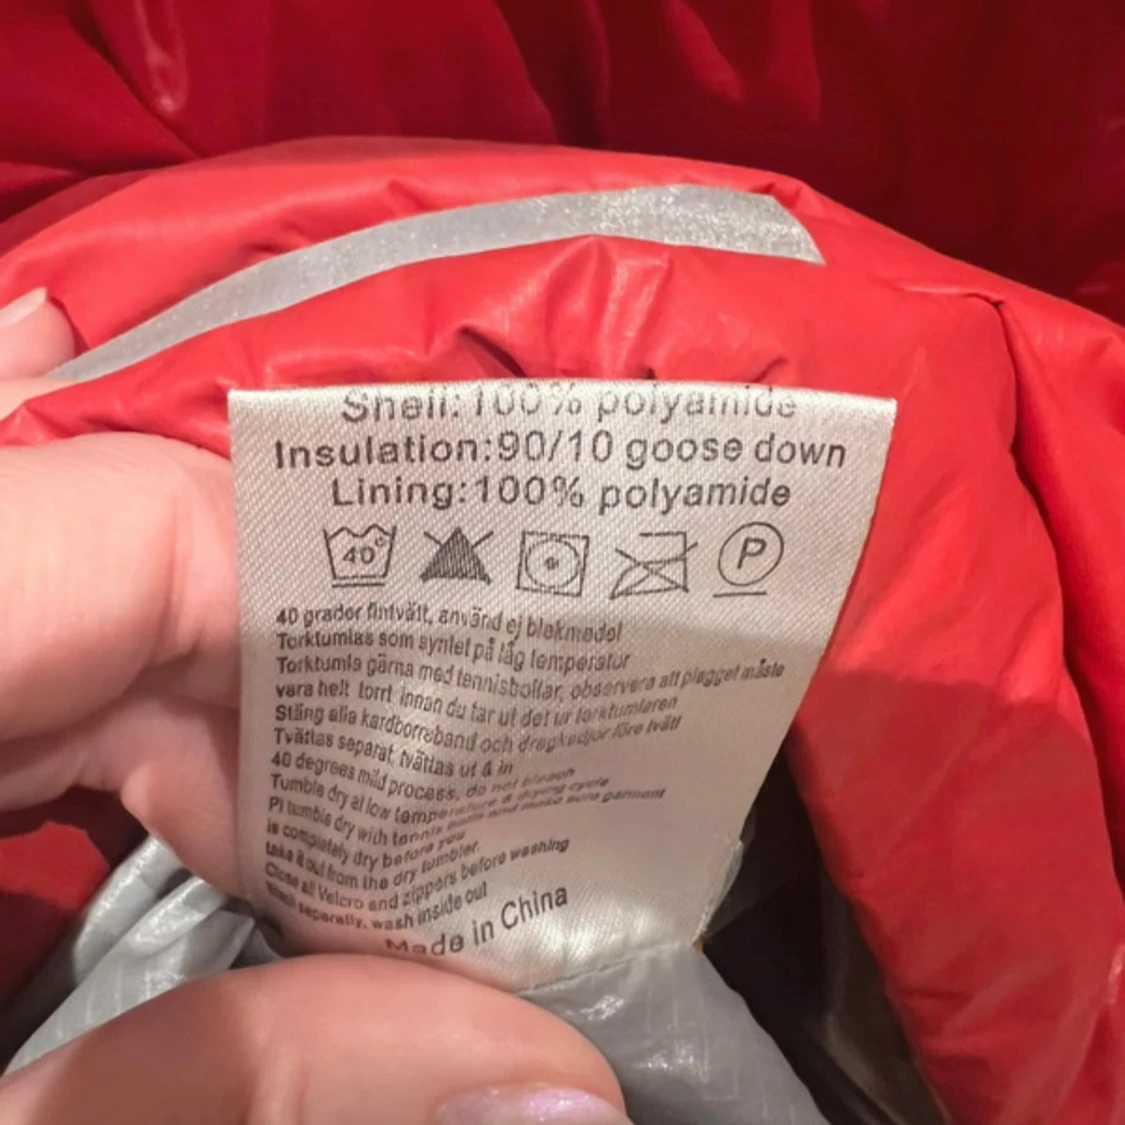 Shell: 100% polyamide
Insulation:90/10 goose down
Lining:100% polyamide
40° P
40 grader fintvätt, använd ej blekmedel
Torktumlas som syntet på låg temperatur
Torktumla gärna med tennisbollar, observera att plagget måste
vara helt torrt innan du tar ut det ur torktumlaren
Stäng alla kardborreband och dragkedjor före tvätt
Tvättas separat, tvättas ut & in
40 degrees mild process, do not bleach
Tumble dry at low temperature & drying cycle
Pl tumble dry with tennis balls and make sure garment
is completely dry before you
take it out from the dry tumbler.
Close all Velcro and zippers before washing
Wash separatly, wash inside out
Made in China